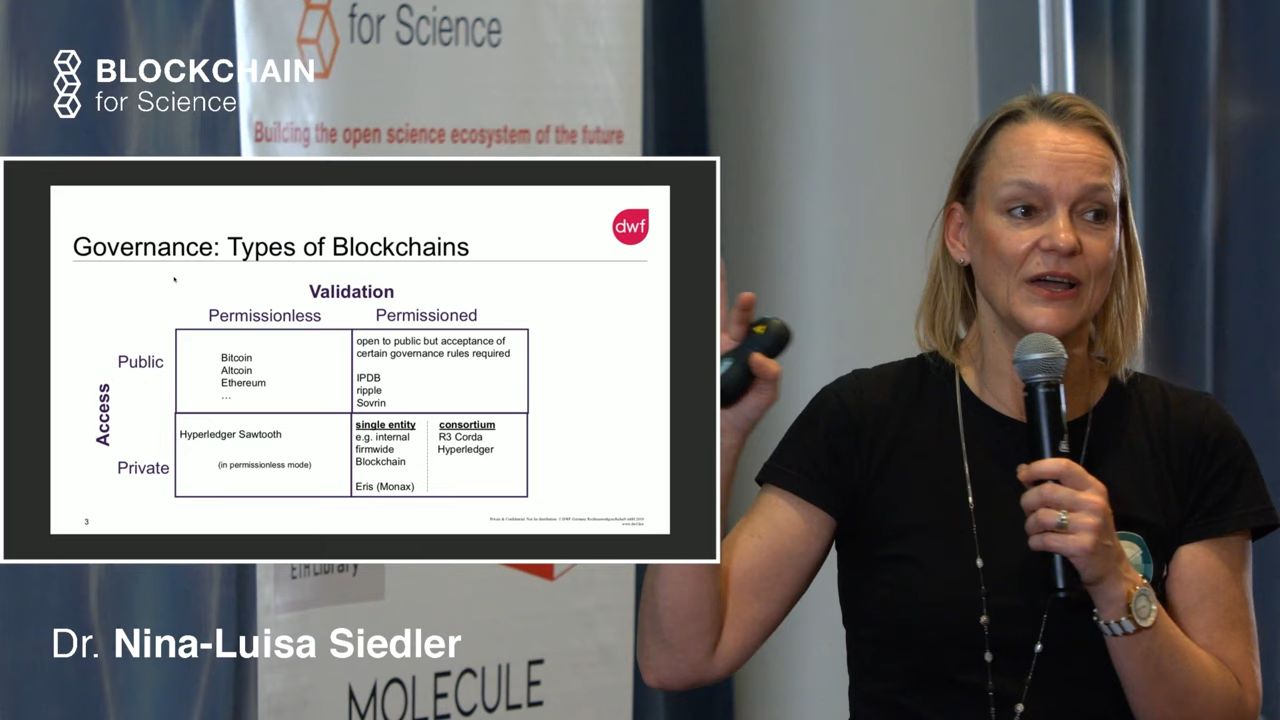 for Science
BLOCKCHAIN
for Science
Building the open science ecosystem of the future
dwf
Governance: Types of Blockchains
Validation
Permissionless Permissioned
Public
Access
Private
Bitcoin
Altcoin
Ethereum
...
open to public but acceptance of
certain governance rules required
IPDB
ripple
Sovrin
Hyperledger Sawtooth
(in permissionless mode)
single entity
e.g. internal
firmwide
Blockchain
Eris (Monax)
consortium
R3 Corda
Hyperledger
3
ETH Library
Dr. Nina-Luisa Siedler
MOLECULE